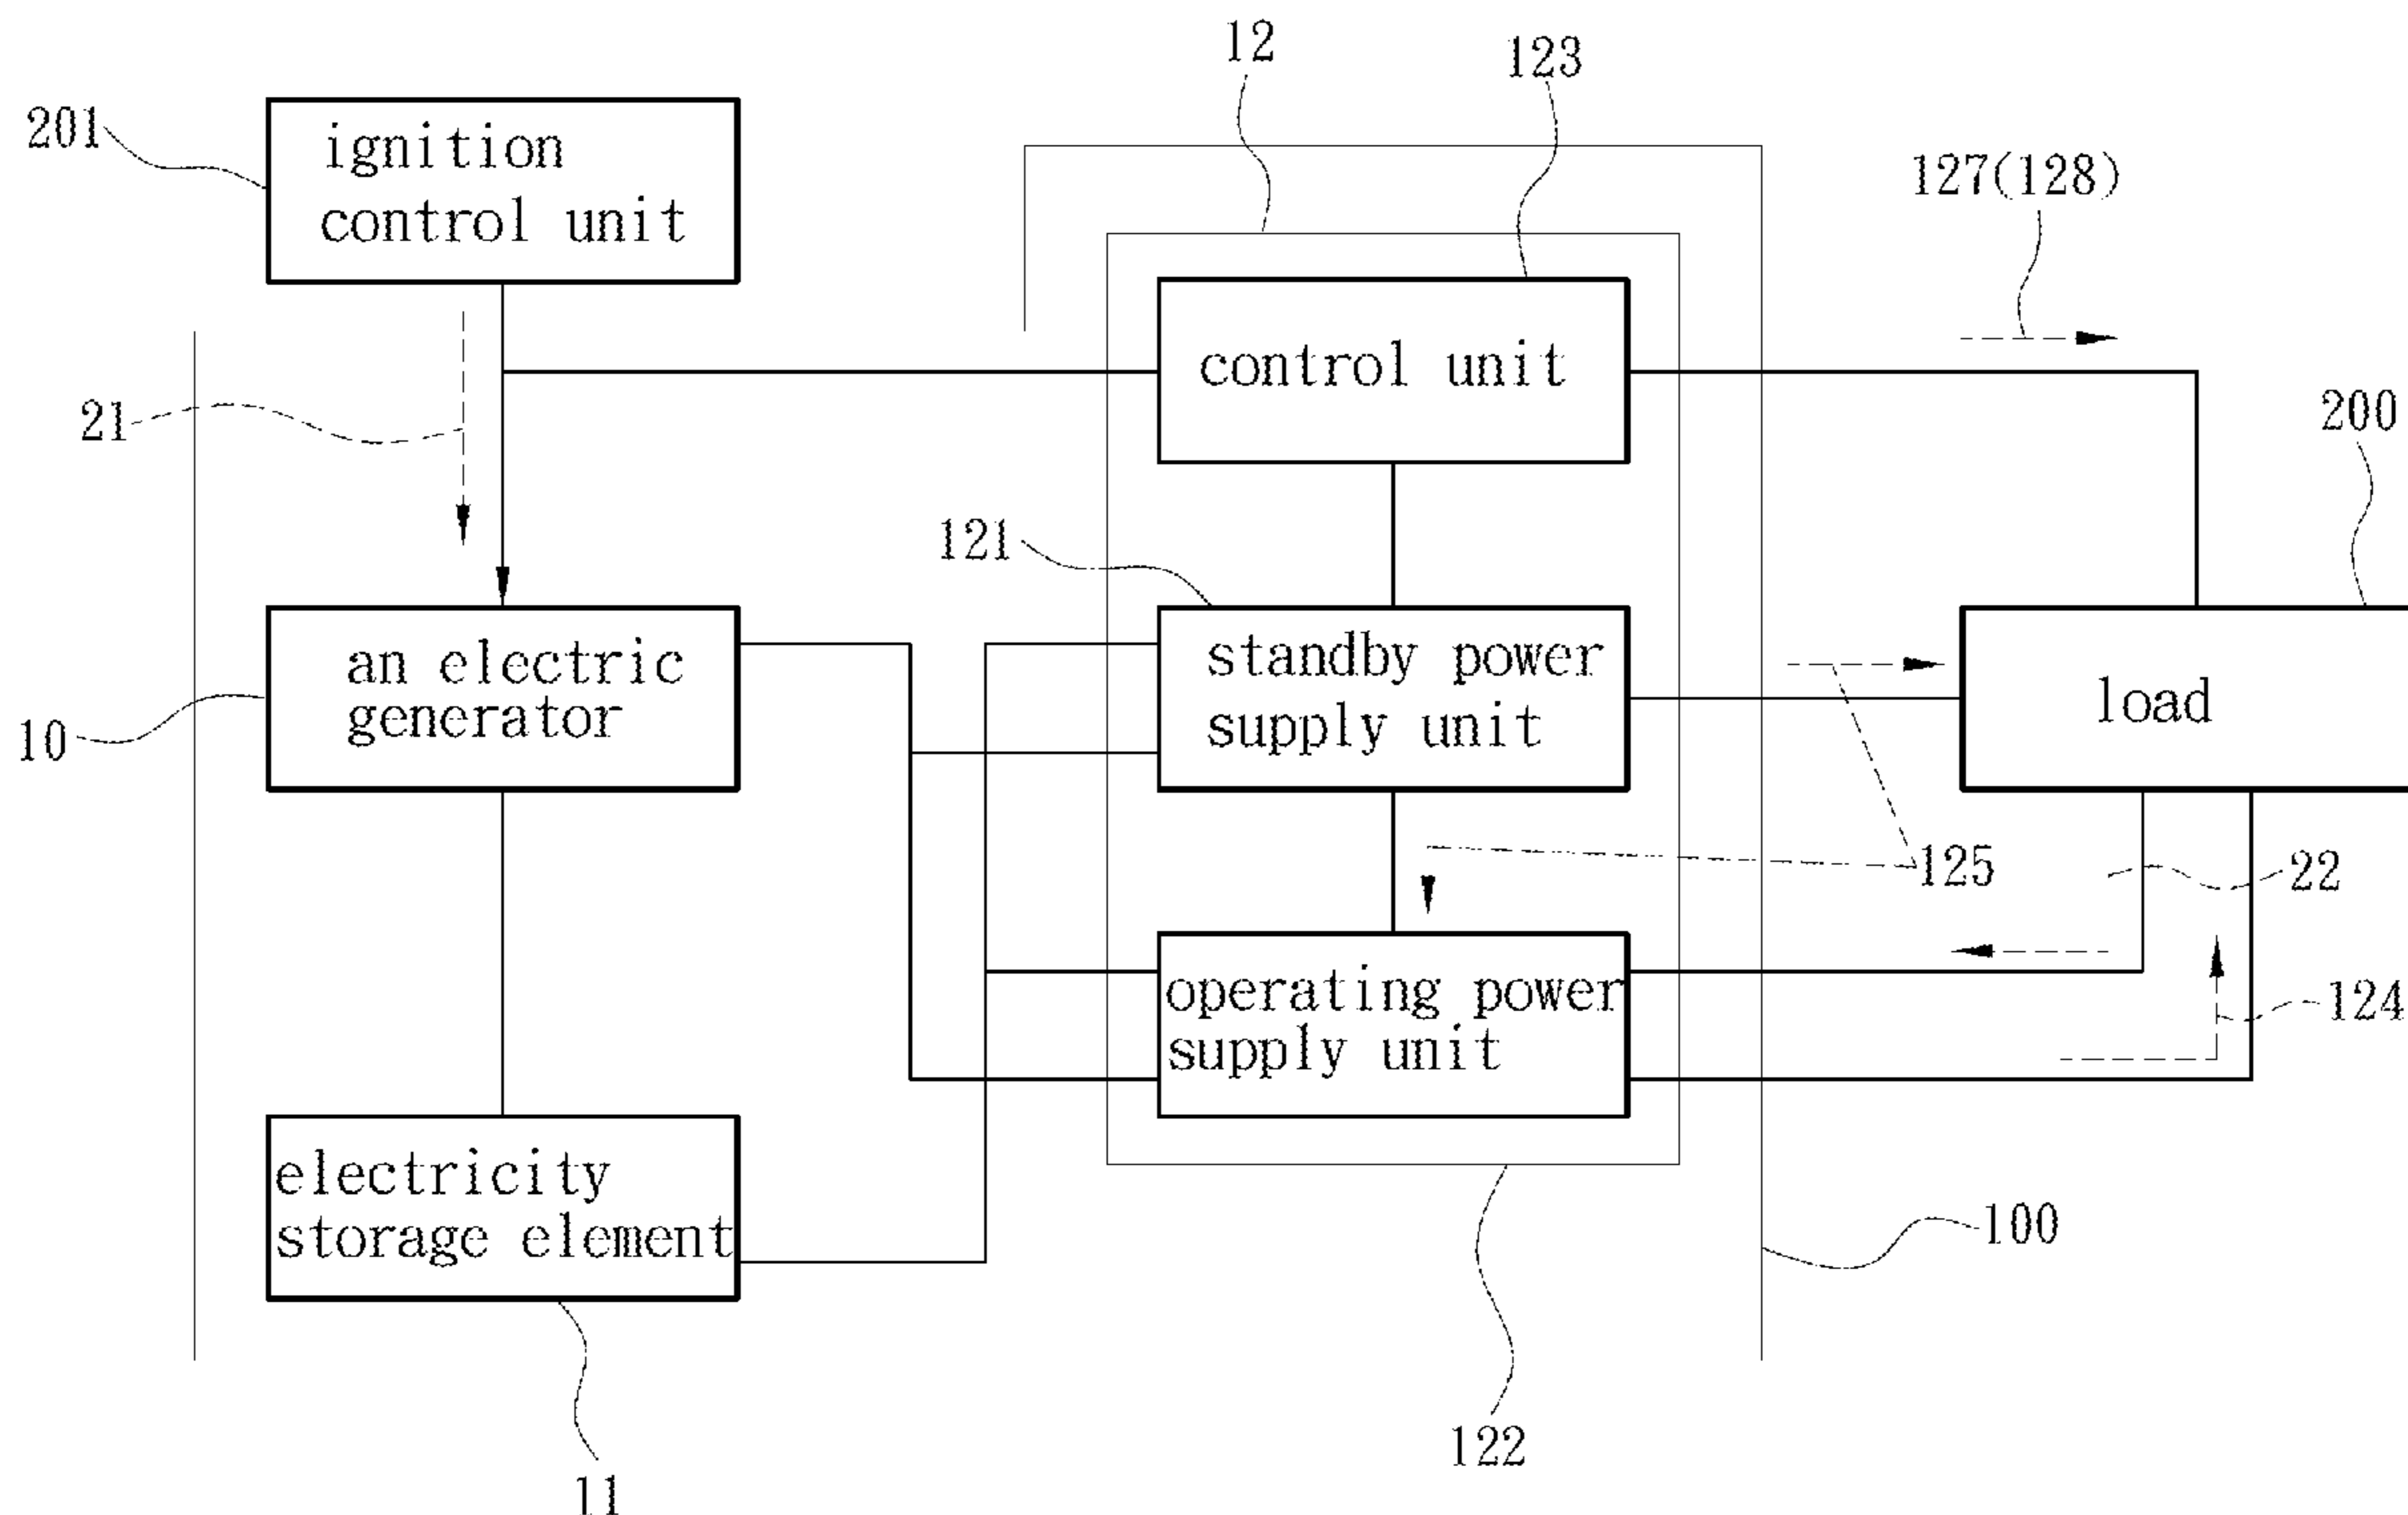 12
123
201
ignition
control unit
127(128)
control unit
21
200
121
an electric
generator
standby power
supply unit
load
10
125
22
operating power
supply unit
124
electricity
storage element
100
122
11